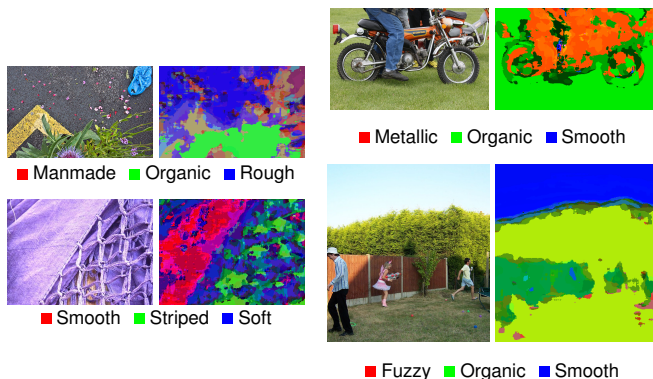 Manmade Organic Rough
Smooth Striped Soft
Metallic Organic Smooth
Fuzzy Organic Smooth